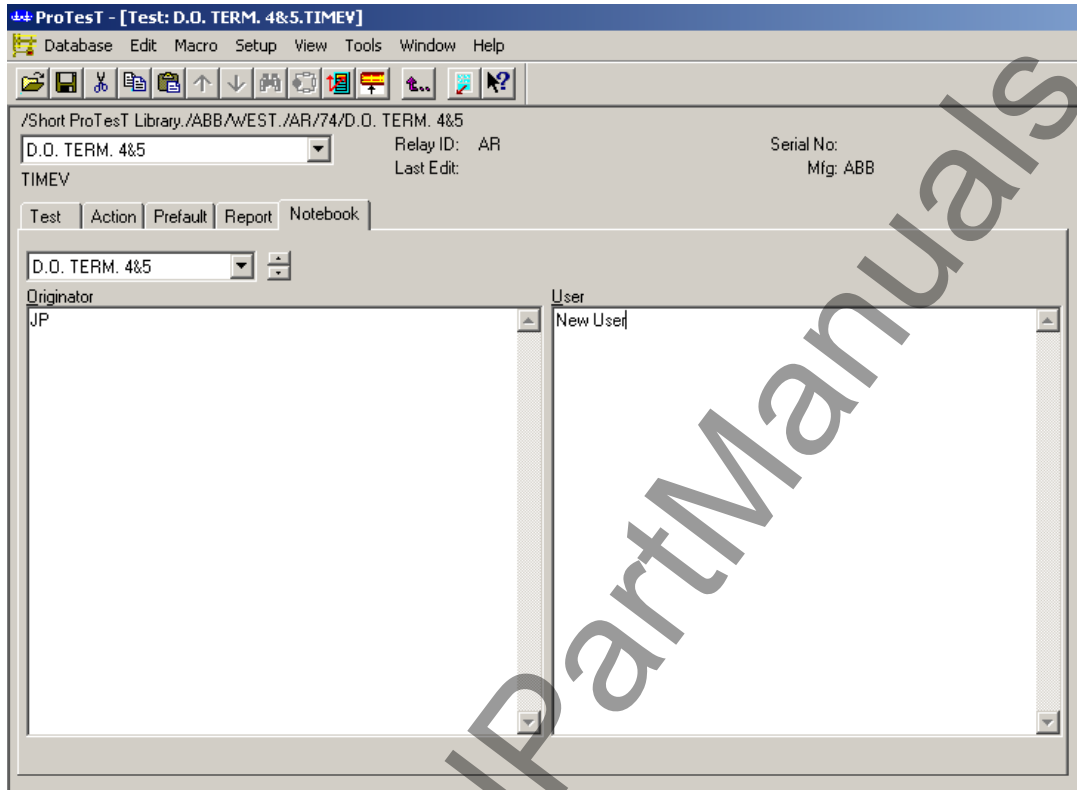 ProTesT - [Test: D.O. TERM. 4&5.TIMEV]
Database Edit Macro Setup View Tools Window Help
/Short ProTesT Library./ABB/WEST./AR/74/D.O. TERM. 4&5
D.O. TERM. 4&5 Relay ID: AR Serial No:
TIMEV Last Edit: Mfg: ABB
Test Action Prefault Report Notebook
D.O. TERM. 4&5
Originator User
JP New User
lPartManuals